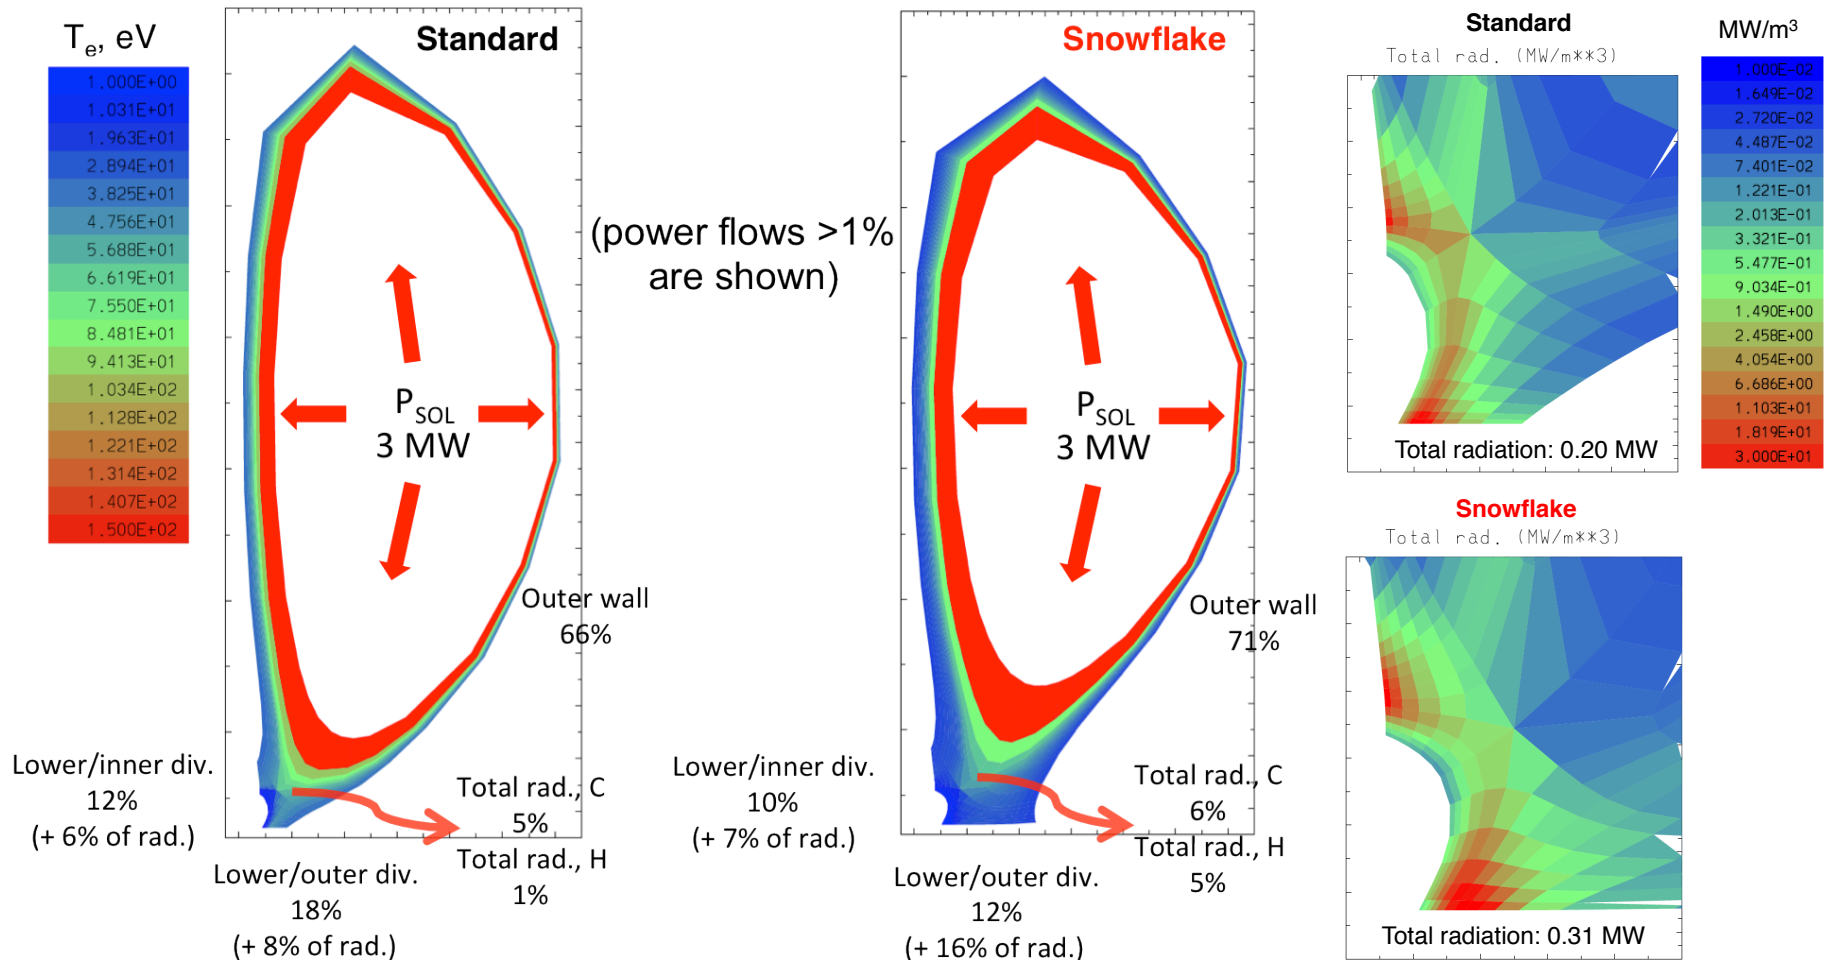 Te, eV
1.000E+00
1.031E+01
1.963E+01
2.894E+01
3.825E+01
4.756E+01
5.688E+01
6.619E+01
7.550E+01
8.481E+01
9.413E+01
1.034E+02
1.128E+02
1.221E+02
1.314E+02
1.407E+02
1.500E+02
Standard
PSOL
3 MW
Outer wall
66%
Lower/inner div.
12%
(+ 6% of rad.)
Total rad., C
5%
Total rad., H
1%
Lower/outer div.
18%
(+ 8% of rad.)
(power flows >1%
are shown)
Snowflake
PSOL
3 MW
Outer wall
71%
Lower/inner div.
10%
(+ 7% of rad.)
Total rad., C
6%
Total rad., H
5%
Lower/outer div.
12%
(+ 16% of rad.)
Standard
Total rad. (MW/m**3)
Total radiation: 0.20 MW
MW/m3
1.000E-02
1.649E-02
2.720E-02
4.487E-02
7.401E-02
1.221E-01
2.013E-01
3.321E-01
5.477E-01
9.034E-01
1.490E+00
2.458E+00
4.054E+00
6.686E+00
1.103E+01
1.819E+01
3.000E+01
Snowflake
Total rad. (MW/m**3)
Total radiation: 0.31 MW